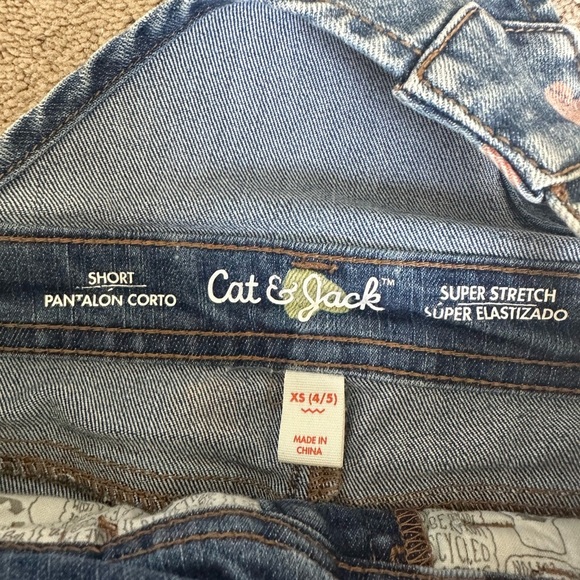 SHORT
PANTALON CORTO
Cat & Jack™
SUPER STRETCH
SÚPER ELASTIZADO
XS (4/5)
MADE IN
CHINA